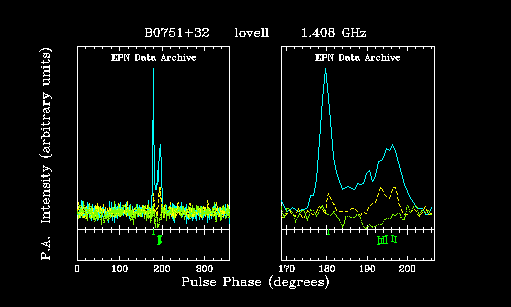 B0751+32 lovell 1.408 GHz
EPN Data Archive EPN Data Archive
P.A. Intensity (arbitrary units)
0 100 200 300 170 180 190 200
Pulse Phase (degrees)